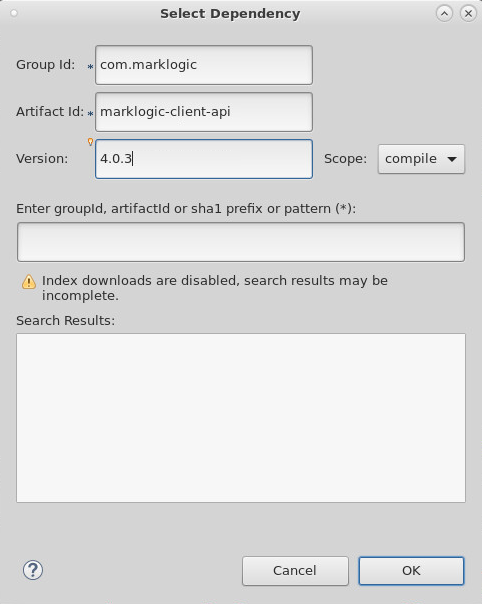 Select Dependency
Group Id: * com.marklogic
Artifact Id: * marklogic-client-api
Version: 4.0.3 Scope: compile
Enter groupId, artifactId or sha1 prefix or pattern (*):
Index downloads are disabled, search results may be
incomplete.
Search Results:
? Cancel OK